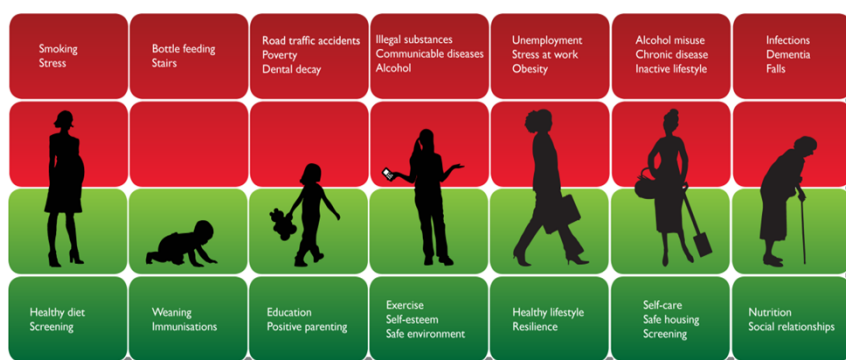 Smoking
Stress
Bottle feeding
Stairs
Road traffic accidents
Poverty
Dental decay
Illegal substances
Communicable diseases
Alcohol
Unemployment
Stress at work
Obesity
Alcohol misuse
Chronic disease
Inactive lifestyle
Infections
Dementia
Falls
Healthy diet
Screening
Weaning
Immunisations
Education
Positive parenting
Exercise
Self-esteem
Safe environment
Healthy lifestyle
Resilience
Self-care
Safe housing
Screening
Nutrition
Social relationships